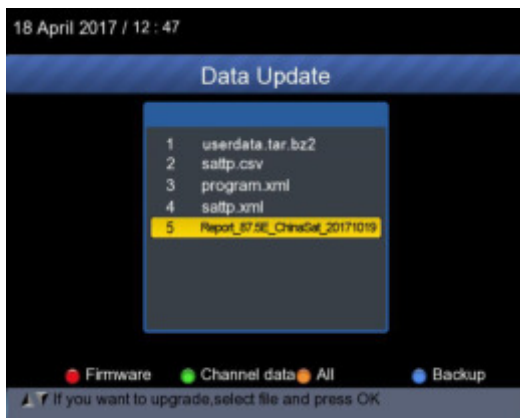 18 April 2017 / 12 : 47
Data Update
1 userdata.tar.bz2
2 sattp.csv
3 program.xml
4 sattp.xml
5 Report_87.5E_ChinaSat_20171019
Firmware Channel data All Backup
If you want to upgrade,select file and press OK